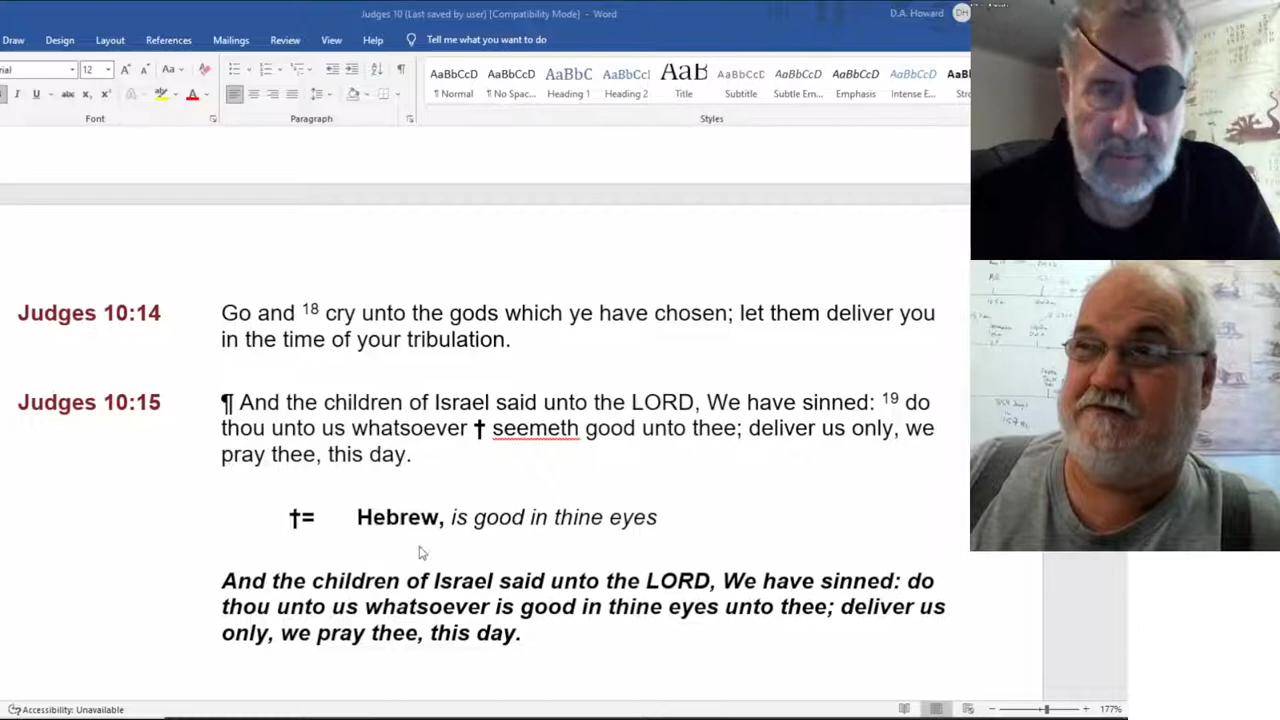 Judges 10 (Last saved by user) [Compatibility Mode] - Word
D.A. Howard DH
Draw Design Layout References Mailings Review View Help Tell me what you want to do
12 Aa
AaBbCcD AaBbCcD AaBbC AaBbCcI AaB AaBbCcD AaBbCcD AaBbCcD AaBbCcD
¶ Normal ¶ No Spac... Heading 1 Heading 2 Title Subtitle Subtle Em... Emphasis Intense E...
Font Paragraph Styles
Judges 10:14 Go and 18 cry unto the gods which ye have chosen; let them deliver you
in the time of your tribulation.
Judges 10:15 ¶ And the children of Israel said unto the LORD, We have sinned: 19 do
thou unto us whatsoever † seemeth good unto thee; deliver us only, we
pray thee, this day.
†= Hebrew, is good in thine eyes
And the children of Israel said unto the LORD, We have sinned: do
thou unto us whatsoever is good in thine eyes unto thee; deliver us
only, we pray thee, this day.
Accessibility: Unavailable 177%